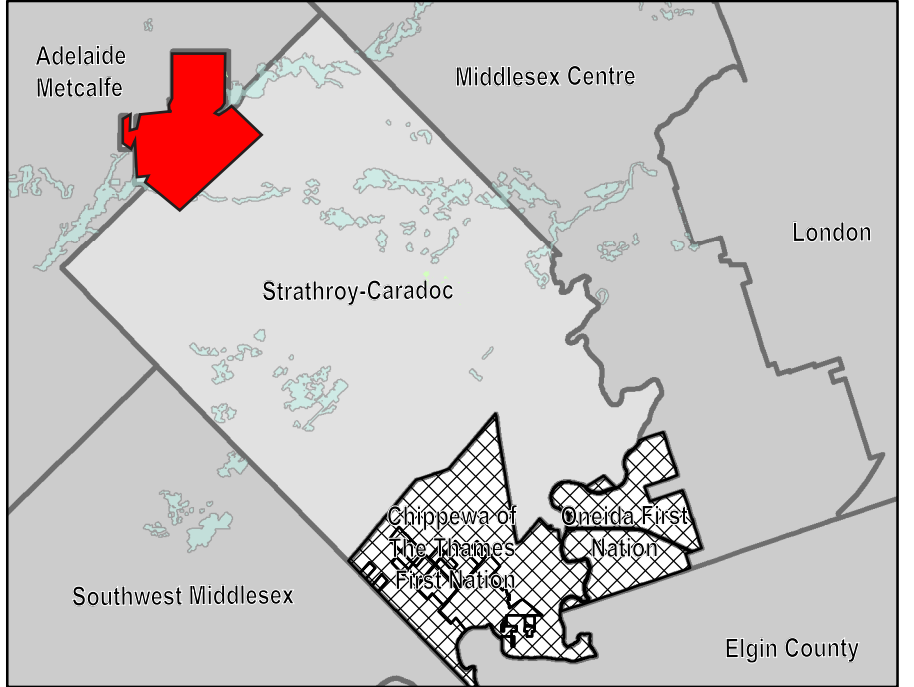 Adelaide
Metcalfe
Middlesex Centre
London
Strathroy-Caradoc
Chippewa of
The Thames
First Nation
Oneida First
Nation
Southwest Middlesex
Elgin County